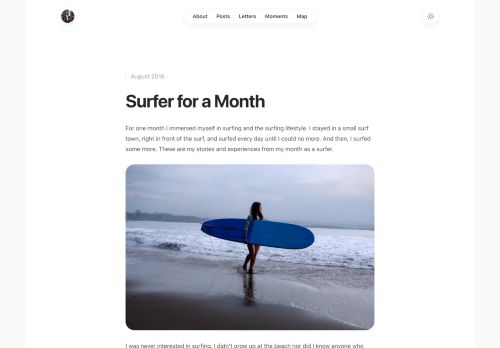 About Posts Letters Moments Map
August 2016
Surfer for a Month
For one month I immersed myself in surfing and the surfing lifestyle. I stayed in a small surf
town, right in front of the surf, and surfed every day until I could no more. And then, I surfed
some more. These are my stories and experiences from my month as a surfer.
I was never interested in surfing. I didn't grow up at the beach nor did I know anyone who